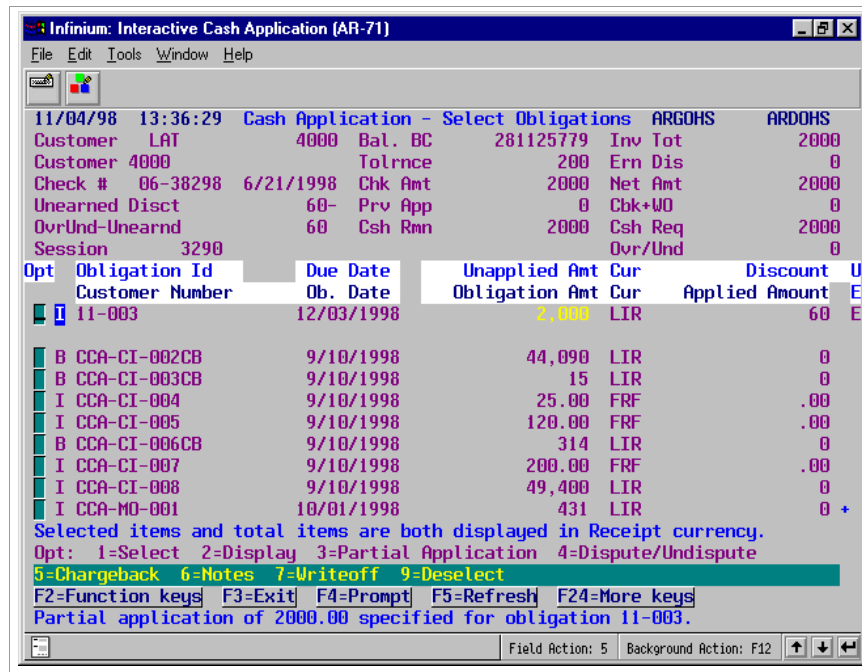 Infinium: Interactive Cash Application (AR-71)
File Edit Tools Window Help
11/04/98 13:36:29 Cash Application - Select Obligations ARGOHS ARDOHS
Customer LAT 4000 Bal. BC 281125779 Inv Tot 2000
Customer 4000 Tolrnce 200 Ern Dis 0
Check # 06-38298 6/21/1998 Chk Amt 2000 Net Amt 2000
Unearned Disct 60- Prv App 0 Cbk+WO 0
OvrUnd-Unearnd 60 Csh Rmn 2000 Csh Req 2000
Session 3290 Ovr/Und 0
Opt Obligation Id Due Date Unapplied Amt Cur Discount U
Customer Number Ob. Date Obligation Amt Cur Applied Amount E
I 11-003 12/03/1998 2,000 LIR 60 E
B CCA-CI-002CB 9/10/1998 44,090 LIR 0
B CCA-CI-003CB 9/10/1998 15 LIR 0
I CCA-CI-004 9/10/1998 25.00 FRF .00
I CCA-CI-005 9/10/1998 120.00 FRF .00
B CCA-CI-006CB 9/10/1998 314 LIR 0
I CCA-CI-007 9/10/1998 200.00 FRF .00
I CCA-CI-008 9/10/1998 49,400 LIR 0
I CCA-MO-001 10/01/1998 431 LIR 0 +
Selected items and total items are both displayed in Receipt currency.
Opt: 1=Select 2=Display 3=Partial Application 4=Dispute/Undispute
5=Chargeback 6=Notes 7=Writeoff 9=Deselect
F2=Function keys F3=Exit F4=Prompt F5=Refresh F24=More keys
Partial application of 2000.00 specified for obligation 11-003.
Field Action: 5 Background Action: F12